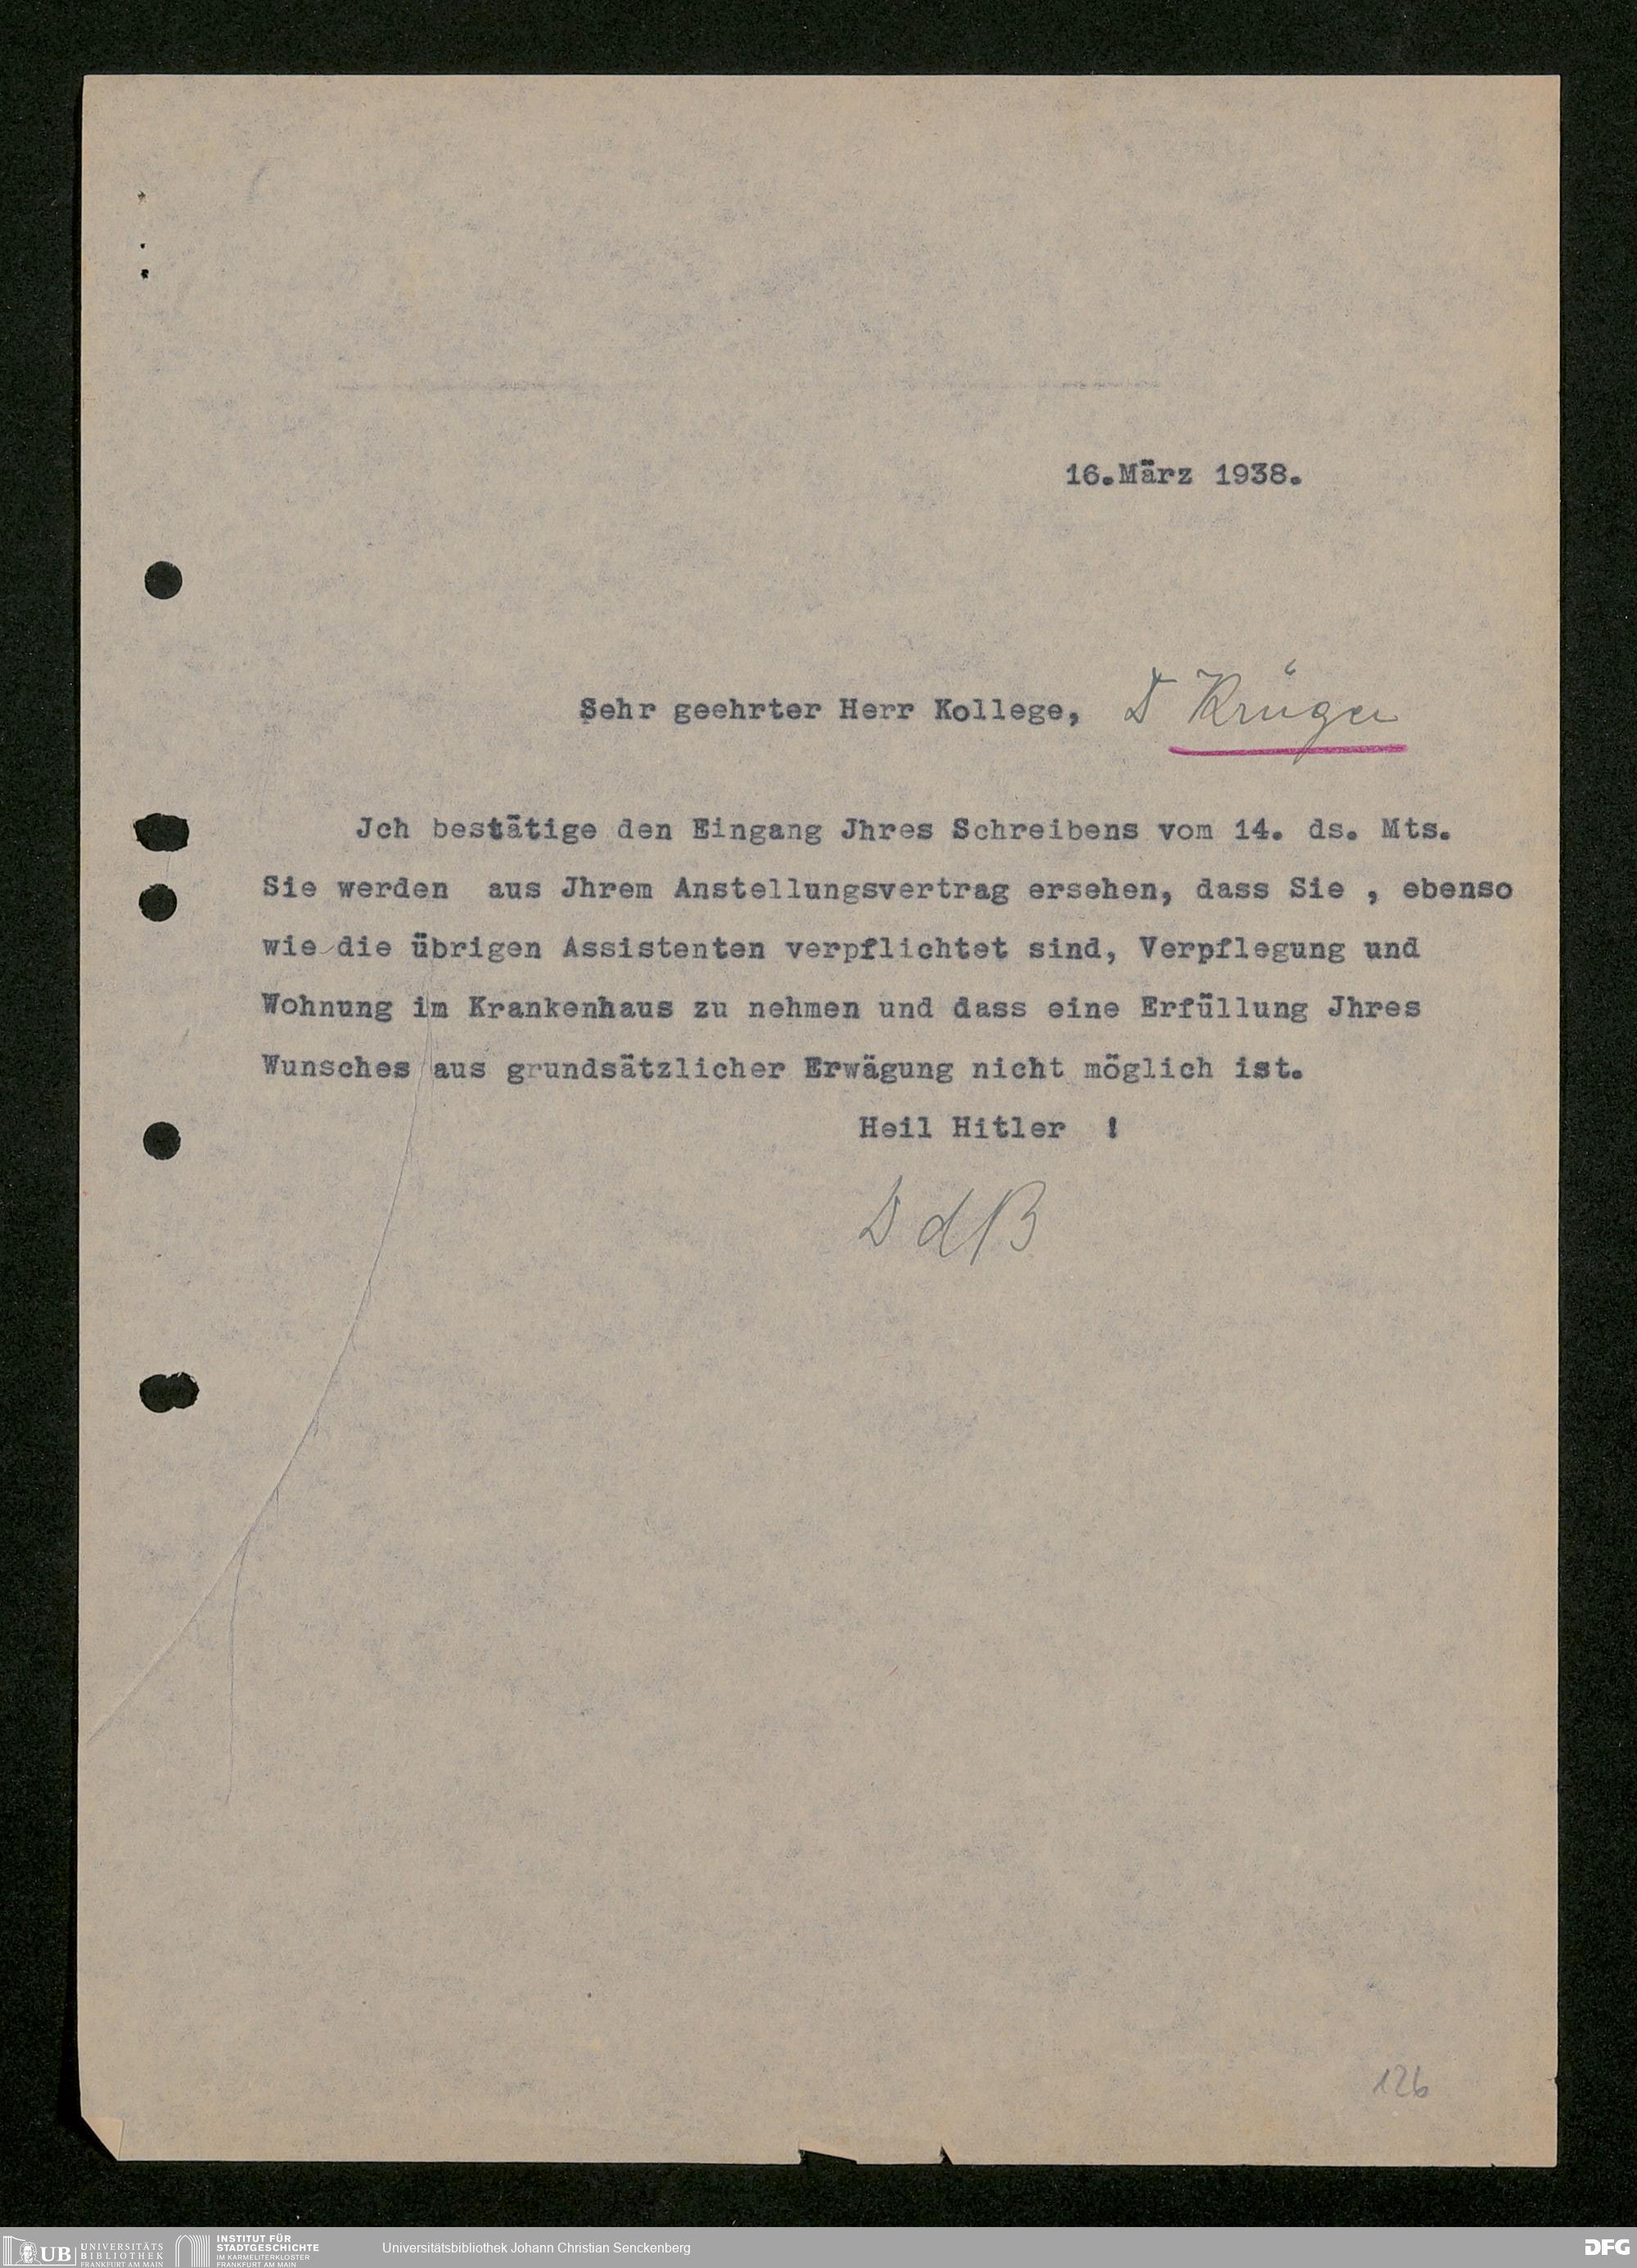 16.März 1938.
Sehr geehrter Herr Kollege, D Krüger
Jch bestätige den Eingang Jhres Schreibens vom 14. ds. Mts.
Sie werden aus Jhrem Anstellungsvertrag ersehen, dass Sie , ebenso
wie die übrigen Assistenten verpflichtet sind, Verpflegung und
Wohnung im Krankenhaus zu nehmen und dass eine Erfüllung Jhres
Wunsches aus grundsätzlicher Erwägung nicht möglich ist.
Heil Hitler !
D d B
126
UB UNIVERSITÄTS
BIBLIOTHEK
FRANKFURT AM MAIN
INSTITUT FÜR
STADTGESCHICHTE
IM KARMELITERKLOSTER
FRANKFURT AM MAIN
Universitätsbibliothek Johann Christian Senckenberg
DFG